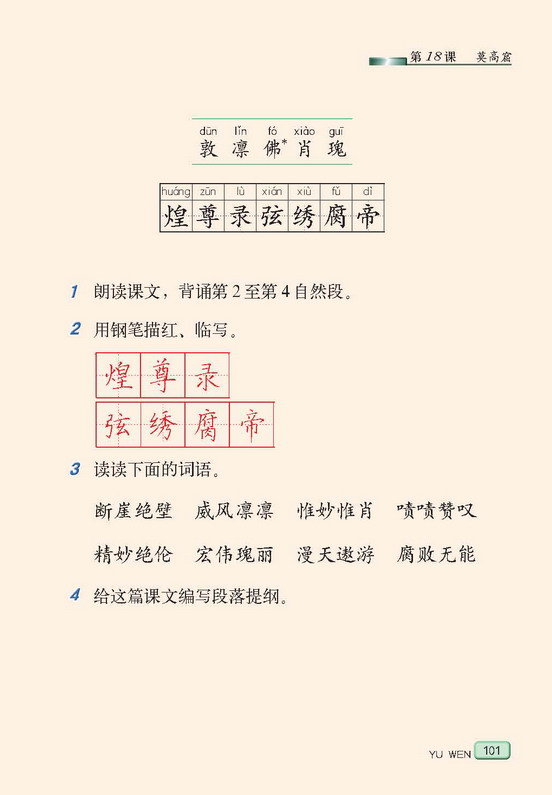 第18课 莫高窟
dūn lǐn fó xiào guī
敦 凛 佛* 肖 瑰
huáng zūn lù xián xiù fǔ dì
煌 尊 录 弦 绣 腐 帝
1 朗读课文，背诵第2至第4自然段。
2 用钢笔描红、临写。
煌 尊 录
弦 绣 腐 帝
3 读读下面的词语。
断崖绝壁 威风凛凛 惟妙惟肖 啧啧赞叹
精妙绝伦 宏伟瑰丽 漫天遨游 腐败无能
4 给这篇课文编写段落提纲。
YU WEN 101